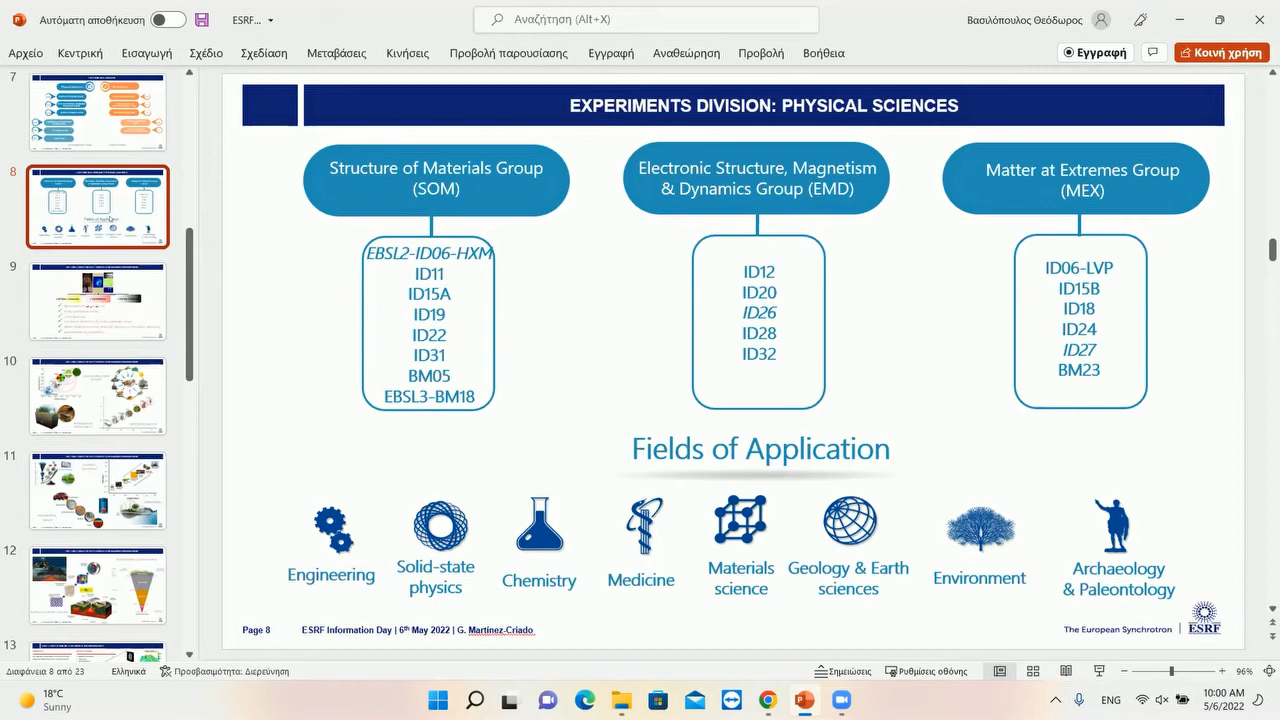 Αυτόματη αποθήκευση
ESRF...
Αναζήτηση (Alt+X)
Βασιλόπουλος Θεόδωρος
Αρχείο Κεντρική Εισαγωγή Σχέδιο Σχεδίαση Μεταβάσεις Κινήσεις Προβολή Εγγραφή Αναθεώρηση Προβολή Βοήθεια
Εγγραφή
Κοινή χρήση
7
8
9
10
11
12
13
EXPERIMENTS DIVISION: PHYSICAL SCIENCES
Structure of Materials
(SOM)
EBSL2-ID06-HXM
ID11
ID15A
ID19
ID22
ID31
BM05
EBSL3-BM18
Electronic Structure, Magnetism
& Dynamics Group (EMD)
ID12
ID20
ID26
ID28
ID32
Matter at Extremes Group
(MEX)
ID06-LVP
ID15B
ID18
ID24
ID27
BM23
Fields of Application
Engineering
Solid-state
physics
Chemistry
Medicine
Materials
science
Geology & Earth
sciences
Environment
Archaeology
& Paleontology
Page 8
ESRF Information Day | 6th May 2022 | G.
The European Synchrotron
ESRF
Διαφάνεια 8 από 23
Ελληνικά
Προσβασιμότητα: Διερεύνηση
Σημειώσεις
Ρυθμίσεις οθόνης
96%
18°C
Sunny
ENG
10:00 AM
5/6/2022